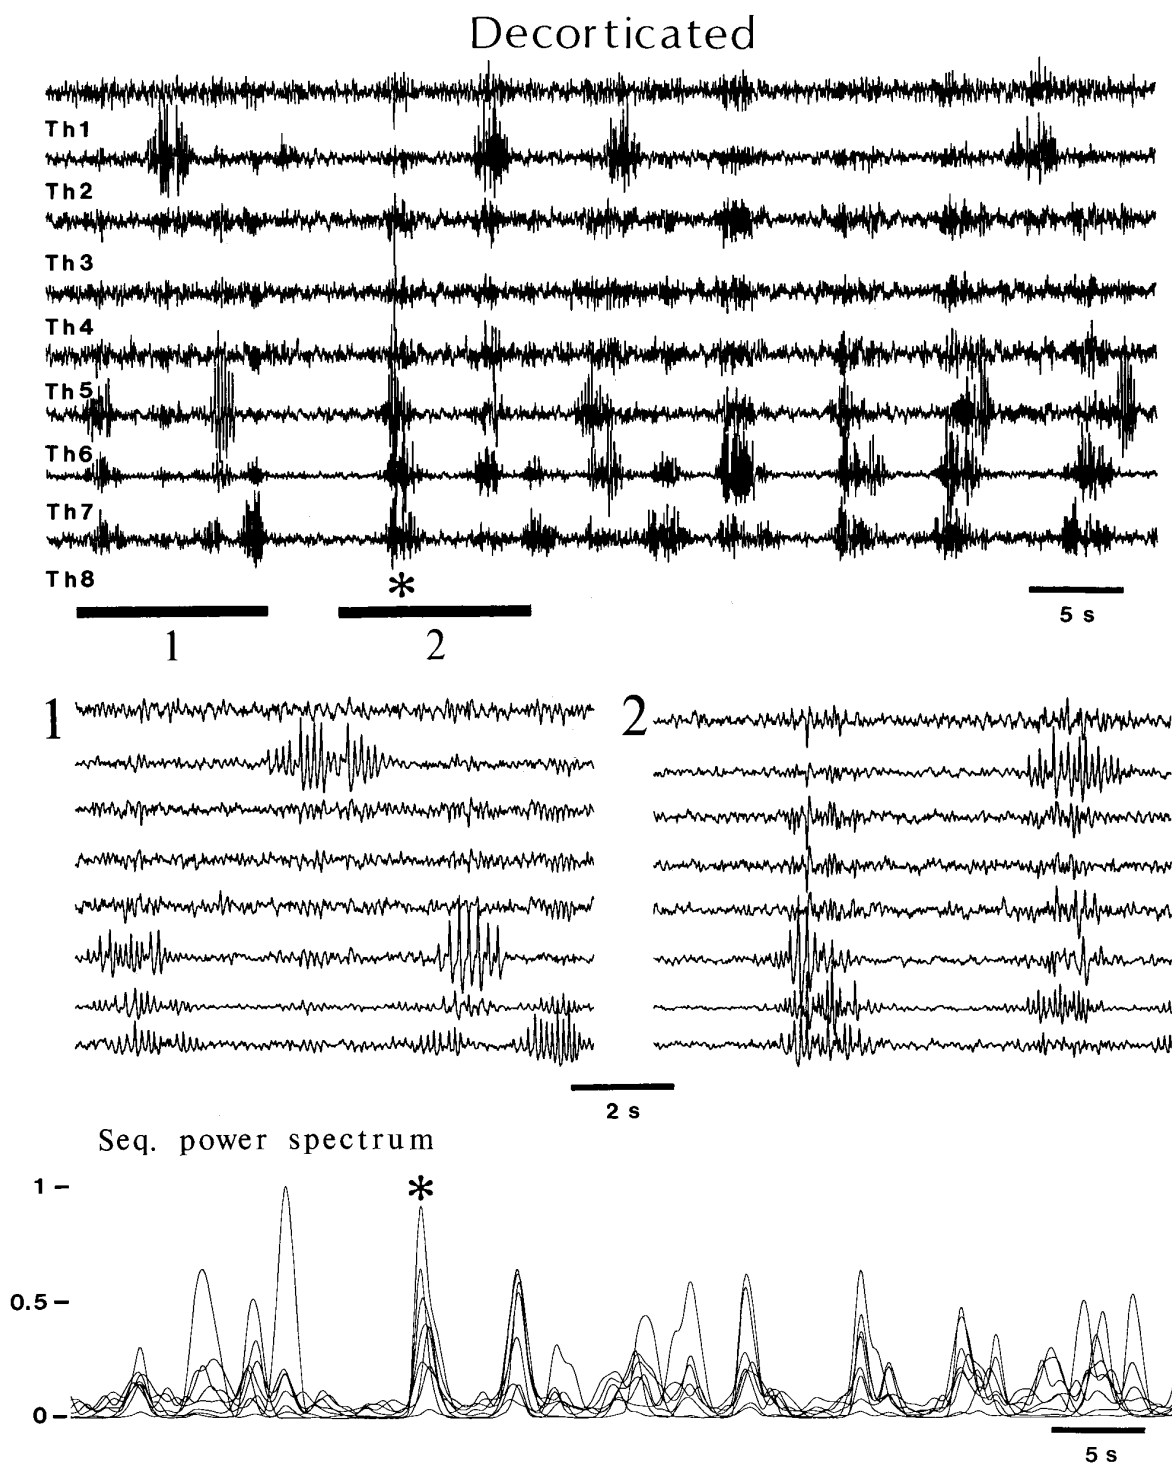 Decorticated
Th1
Th2
Th3
Th4
Th5
Th6
Th7
Th8
*
5 s
1
2
1
2
2 s
Seq. power spectrum
*
1
0.5
0
5 s